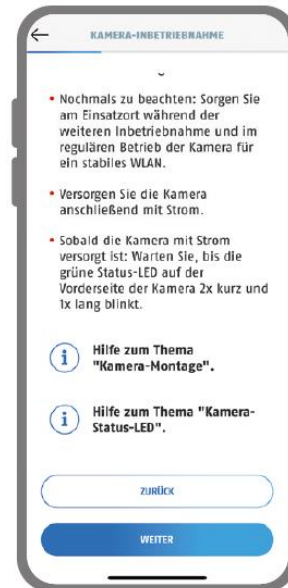 KAMERA-INBETRIEBNAHME
• Nochmals zu beachten: Sorgen Sie
am Einsatzort während der
weiteren Inbetriebnahme und im
regulären Betrieb der Kamera für
ein stabiles WLAN.
• Versorgen Sie die Kamera
anschließend mit Strom.
• Sobald die Kamera mit Strom
versorgt ist: Warten Sie, bis die
grüne Status-LED auf der
Vorderseite der Kamera 2x kurz und
1x lang blinkt.
Hilfe zum Thema
"Kamera-Montage".
Hilfe zum Thema "Kamera-
Status-LED".
ZURÜCK
WEITER